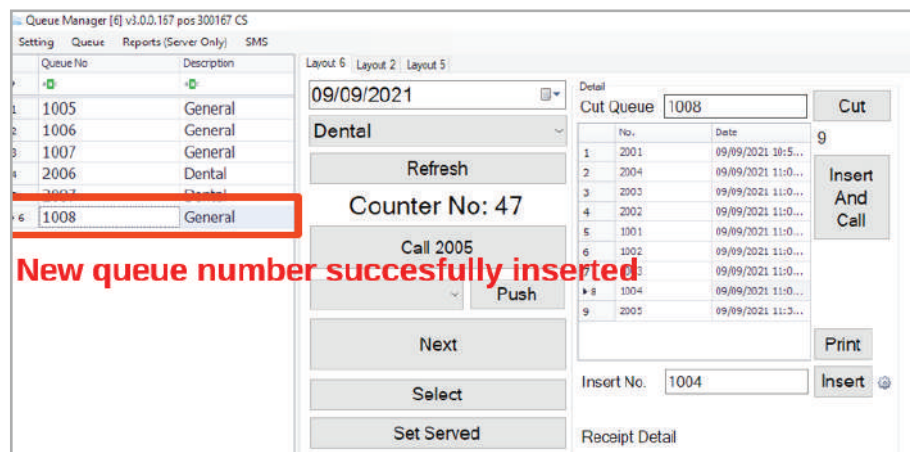 Queue Manager [6] v3.0.0.167 pos 300167 CS
Setting Queue Reports (Server Only) SMS
Queue No Description
1 1005 General
2 1006 General
3 1007 General
2006 Dental
2007 Dental
6 1008 General
New queue number succesfully inserted
Layout 6 Layout 2 Layout 5
09/09/2021
Dental
Refresh
Counter No: 47
Call 2005
Push
Next
Select
Set Served
Detail
Cut Queue 1008 Cut
9
No. Date
1 2001 09/09/2021 10:5...
2 2004 09/09/2021 11:0...
3 2003 09/09/2021 11:0...
4 2002 09/09/2021 11:0...
5 1001 09/09/2021 11:0...
6 1002 09/09/2021 11:0...
09/09/2021 11:0...
8 1004 09/09/2021 11:0...
9 2005 09/09/2021 11:3...
Insert
And
Call
Print
Insert No. 1004 Insert
Receipt Detail